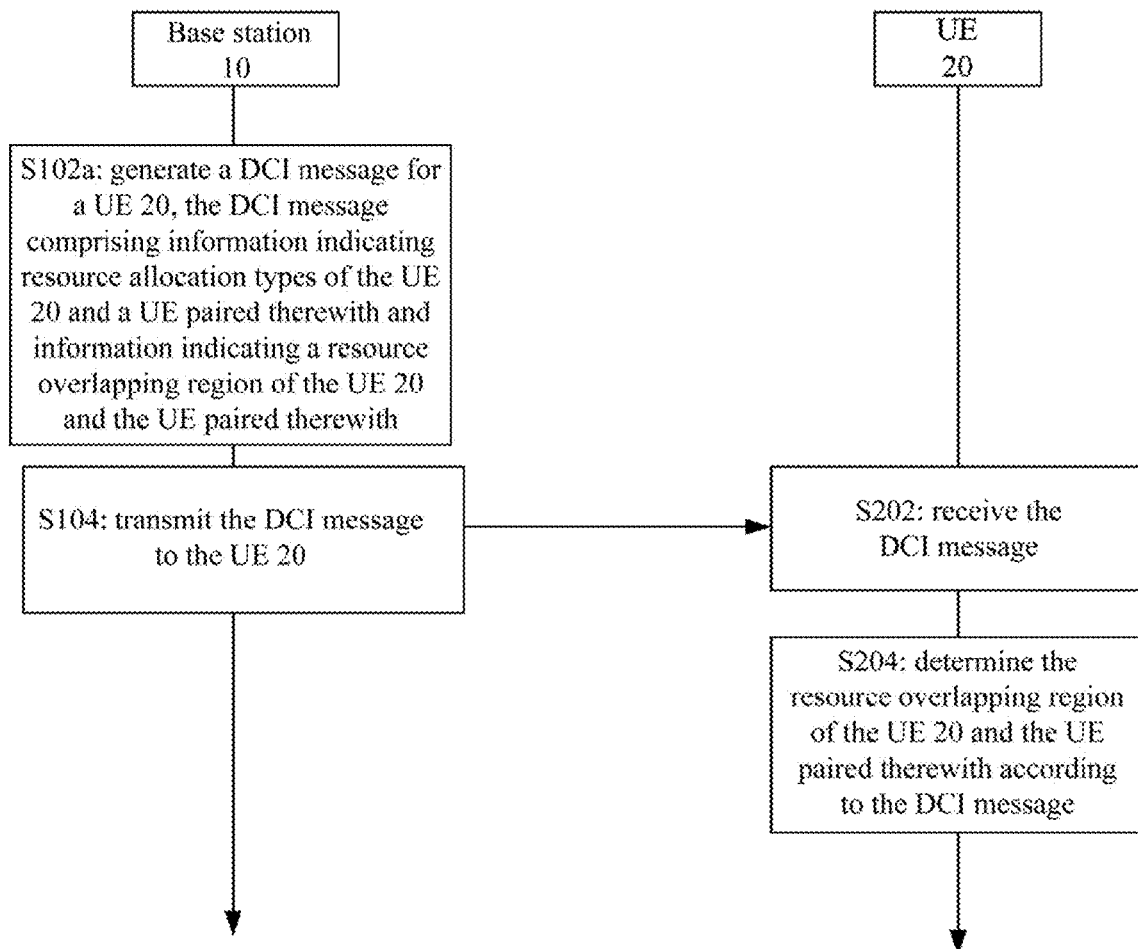 Base station
10
UE
20
S102a: generate a DCI message for
a UE 20, the DCI message
comprising information indicating
resource allocation types of the UE
20 and a UE paired therewith and
information indicating a resource
overlapping region of the UE 20
and the UE paired therewith
S104: transmit the DCI message
to the UE 20
S202: receive the
DCI message
S204: determine the
resource overlapping region
of the UE 20 and the UE
paired therewith according
to the DCI message